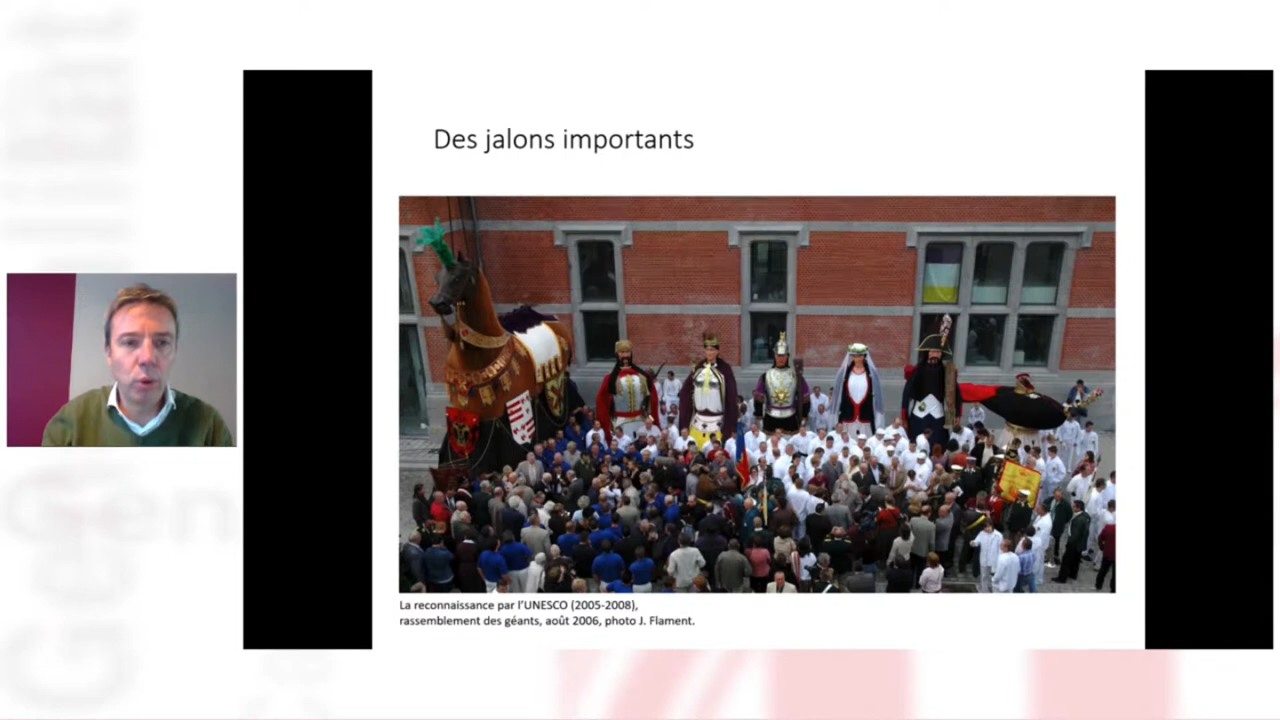 Des jalons importants
La reconnaissance par l'UNESCO (2005-2008),
rassemblement des géants, août 2006, photo J. Flament.